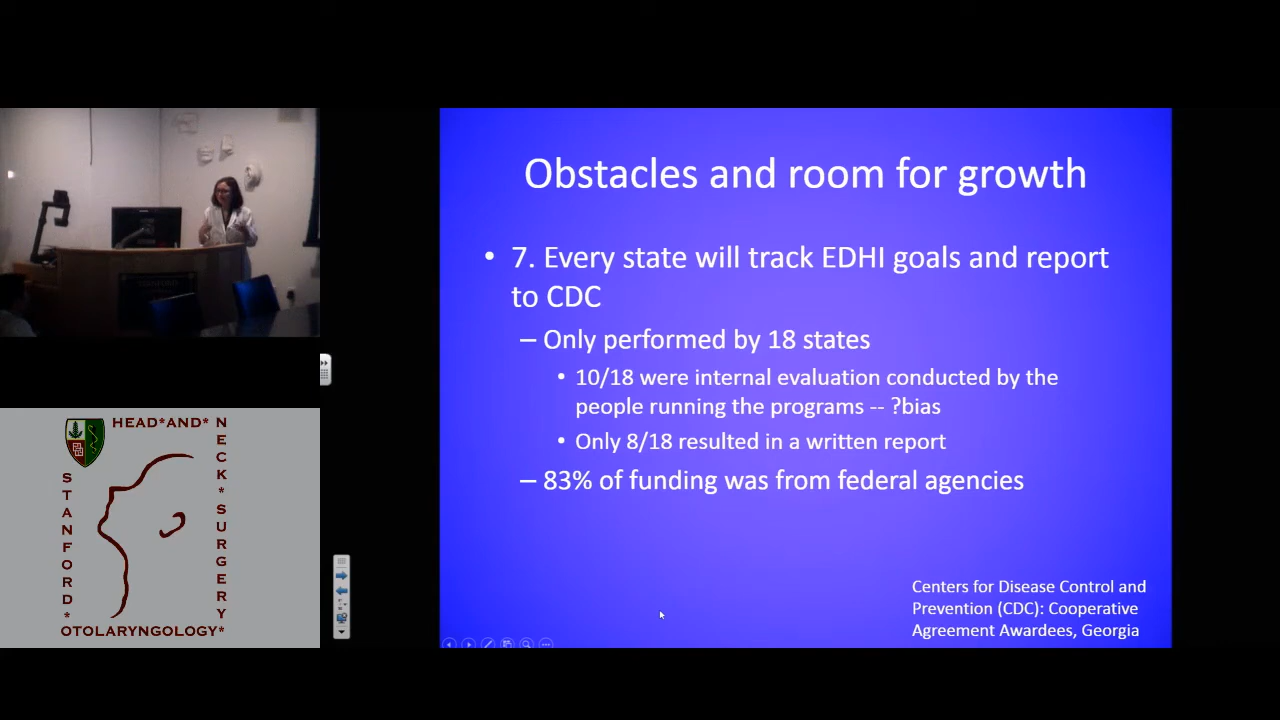 Obstacles and room for growth
• 7. Every state will track EDHI goals and report
to CDC
– Only performed by 18 states
• 10/18 were internal evaluation conducted by the
people running the programs -- ?bias
• Only 8/18 resulted in a written report
– 83% of funding was from federal agencies
Centers for Disease Control and
Prevention (CDC): Cooperative
Agreement Awardees, Georgia
HEAD*AND*
NECK*SURGERY*
STANFORD*
OTOLARYNGOLOGY*